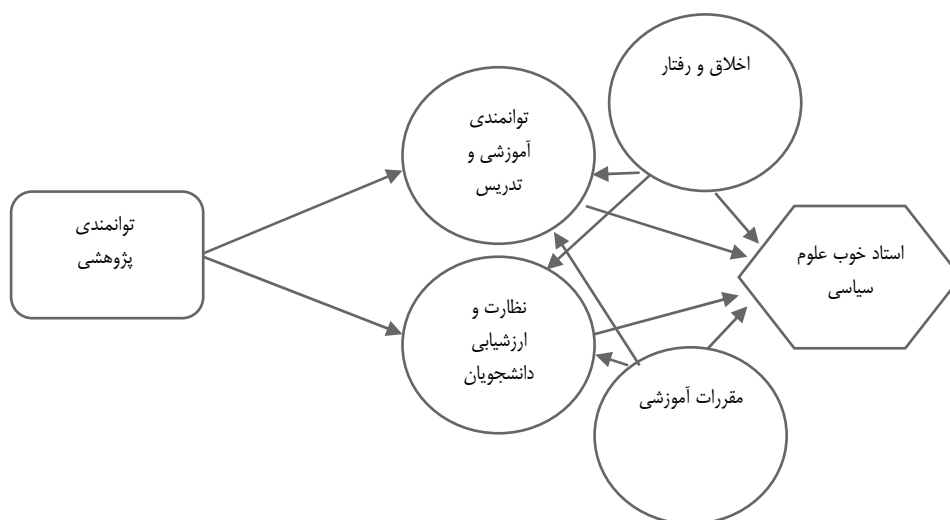 اخلاق و رفتار
توانمندی
آموزشی و
تدریس
توانمندی
پژوهشی
استاد خوب علوم
سیاسی
نظارت و
ارزشیابی
دانشجویان
مقررات آموزشی